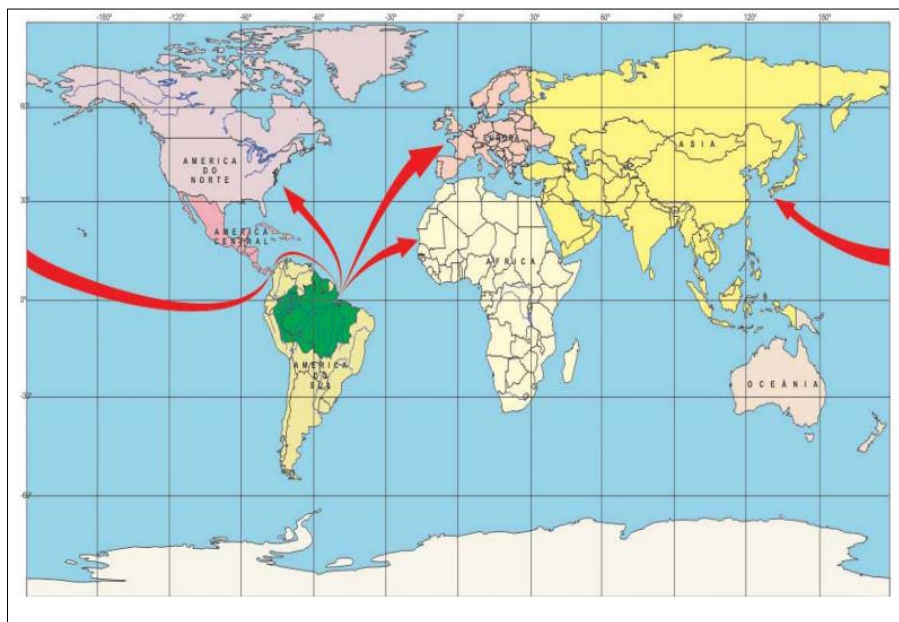 -180° -120° -90° -60° 0° 30° 60° 90° 120° 180°
60°
AMERICA
DO
NORTE
EUROPA
ASIA
30°
AMERICA
CENTRAL
AFRICA
0°
AMERICA
DO
SUL
OCEÂNIA
-30°
-60°